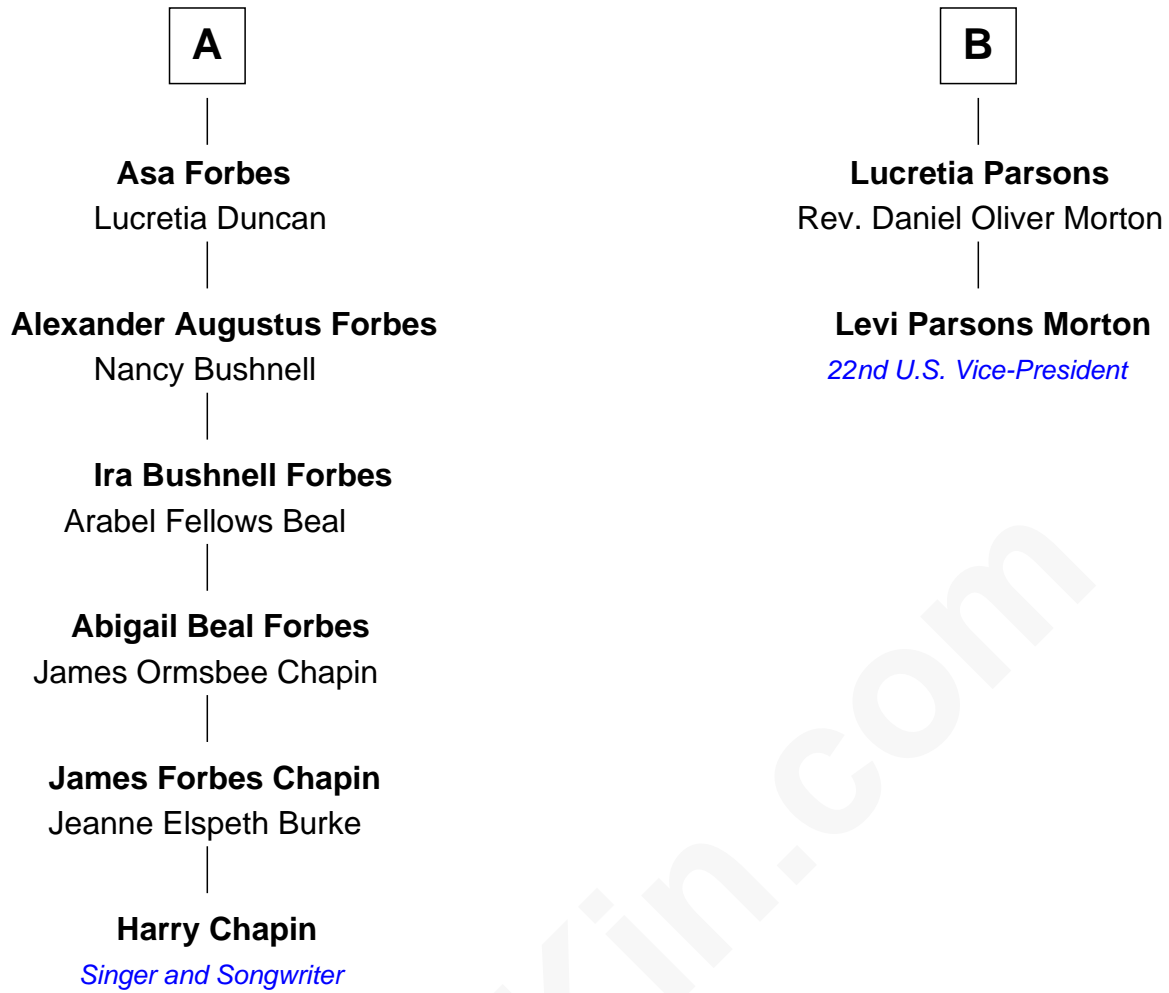 A
Asa Forbes
Lucretia Duncan
Alexander Augustus Forbes
Nancy Bushnell
Ira Bushnell Forbes
Arabel Fellows Beal
Abigail Beal Forbes
James Ormsbee Chapin
James Forbes Chapin
Jeanne Elspeth Burke
Harry Chapin
Singer and Songwriter
B
Lucretia Parsons
Rev. Daniel Oliver Morton
Levi Parsons Morton
22nd U.S. Vice-President
Kin.com